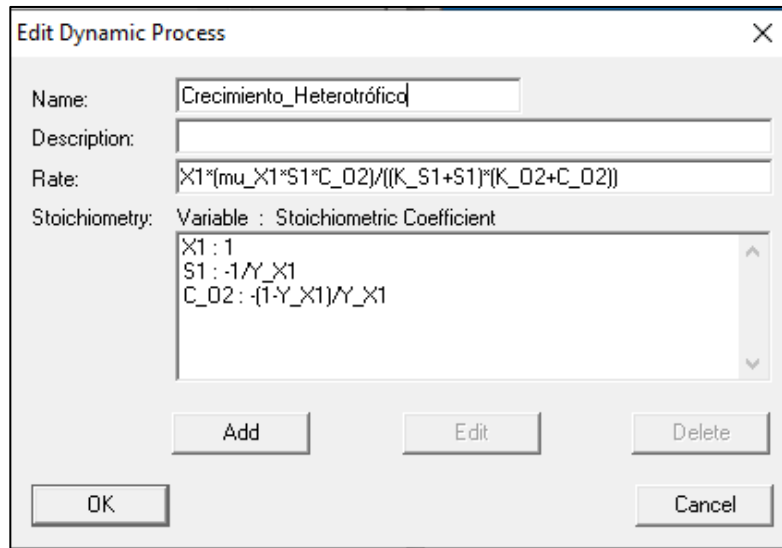 Edit Dynamic Process
Name: Crecimiento_Heterotrófico
Description:
Rate: X1*(mu_X1*S1*C_O2)/((K_S1+S1)*(K_O2+C_O2))
Stoichiometry: Variable : Stoichiometric Coefficient
X1 : 1
S1 : -1/Y_X1
C_O2 : -(1-Y_X1)/Y_X1
Add Edit Delete
OK Cancel